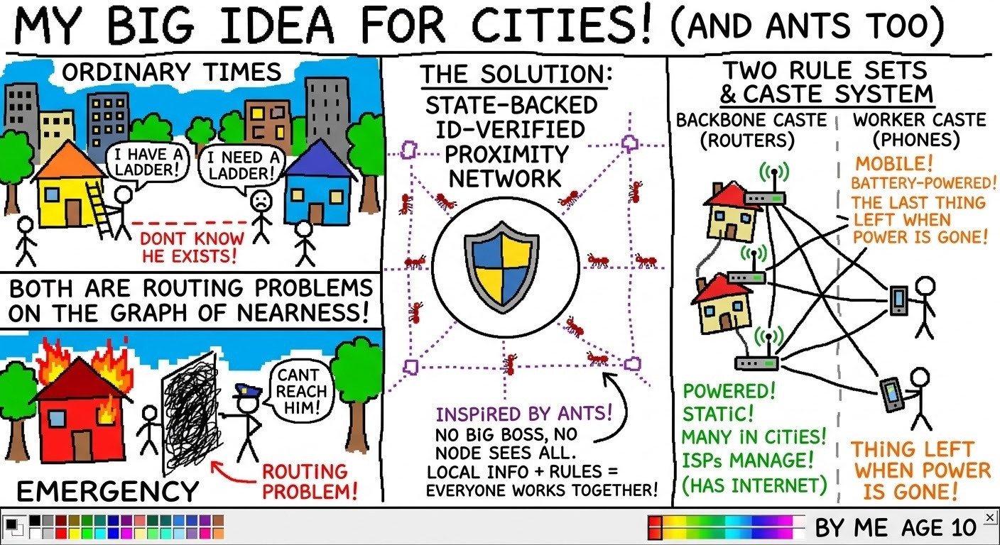 MY BIG IDEA FOR CITIES! (AND ANTS TOO)
ORDINARY TIMES
I HAVE A
LADDER!
I NEED A
LADDER!
DONT KNOW
HE EXISTS!
BOTH ARE ROUTING PROBLEMS
ON THE GRAPH OF NEARNESS!
CANT
REACH
HIM!
ROUTING
PROBLEM!
EMERGENCY
THE SOLUTION:
STATE-BACKED
ID-VERIFIED
PROXIMITY
NETWORK
INSPiRED BY ANTS!
NO BiG BOSS, NO
NODE SEES ALL.
LOCAL INFO + RULES =
EVERYONE WORKS TOGETHER!
TWO RULE SETS
& CASTE SYSTEM
BACKBONE CASTE
(ROUTERS)
POWERED!
STATiC!
MANY iN CiTiES!
ISPs MANAGE!
(HAS INTERNET)
WORKER CASTE
(PHONES)
MOBILE!
BATTERY-POWERED!
THE LAST THING
LEFT WHEN
POWER IS GONE!
THiNG LEFT
WHEN POWER
iS GONE!
BY ME AGE 10